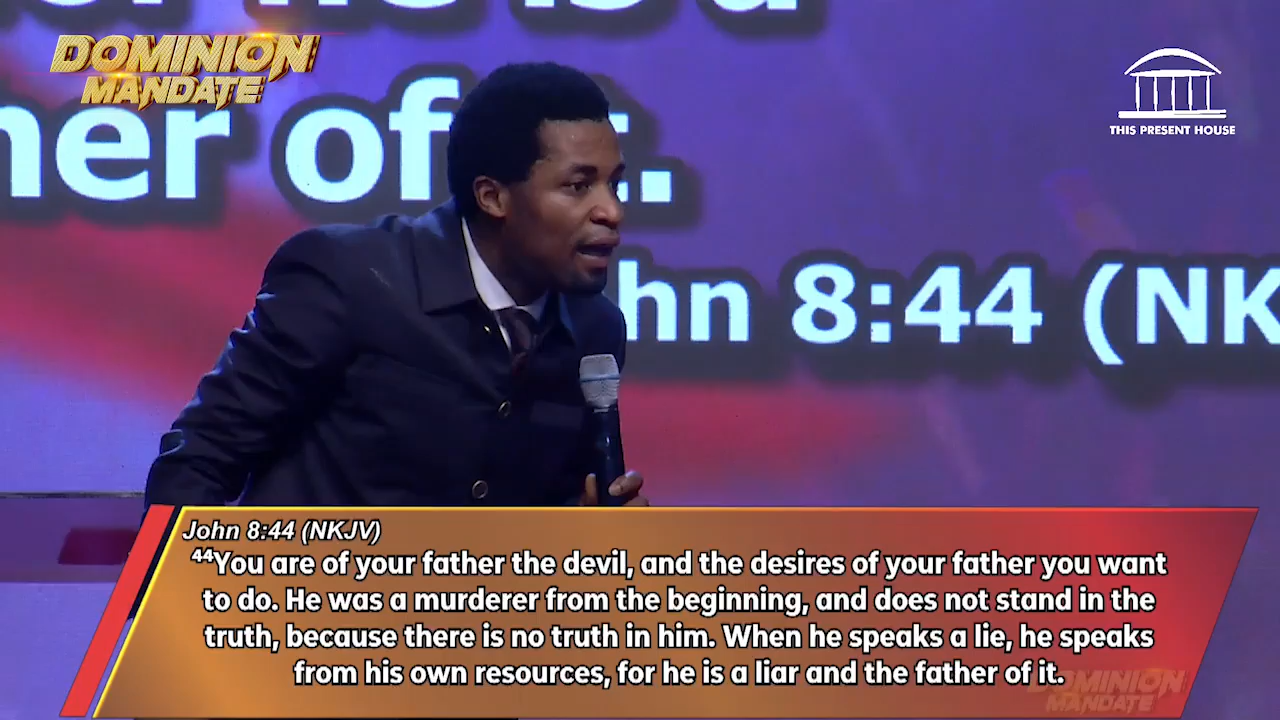 DOMINION
MANDATE
THIS PRESENT HOUSE
her of it.
hn 8:44 (NK
John 8:44 (NKJV)
⁴⁴You are of your father the devil, and the desires of your father you want
to do. He was a murderer from the beginning, and does not stand in the
truth, because there is no truth in him. When he speaks a lie, he speaks
from his own resources, for he is a liar and the father of it.
DOMINION
MANDATE